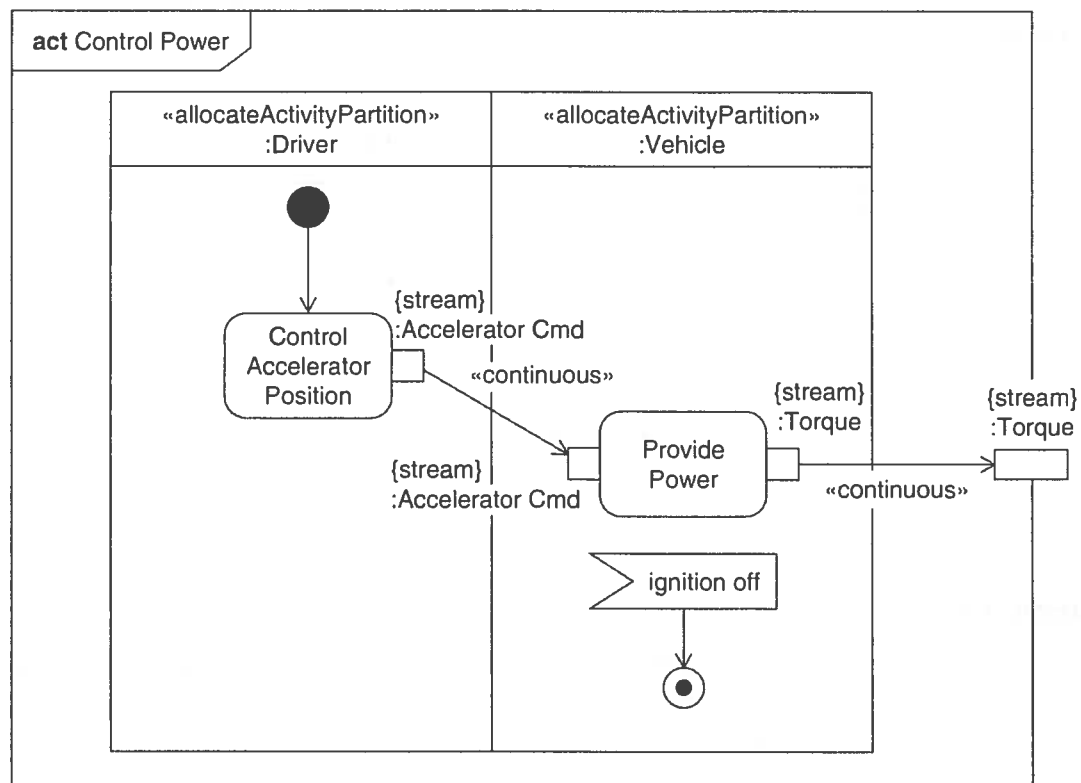 act Control Power
«allocateActivityPartition»
:Driver
«allocateActivityPartition»
:Vehicle
{stream}
:Accelerator Cmd
Control
Accelerator
Position
«continuous»
{stream}
:Torque
{stream}
:Torque
{stream}
:Accelerator Cmd
Provide
Power
«continuous»
ignition off